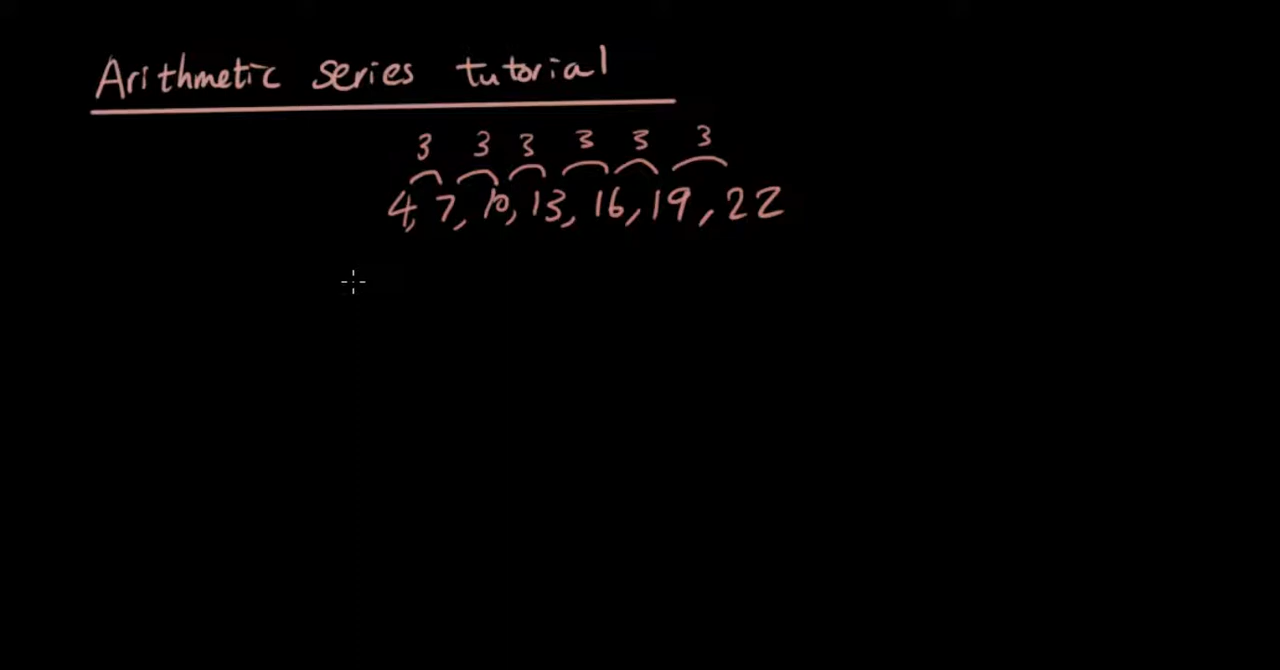 Arithmetic series tutorial
3 3 3 3 3 3
4, 7, 10, 13, 16, 19, 22